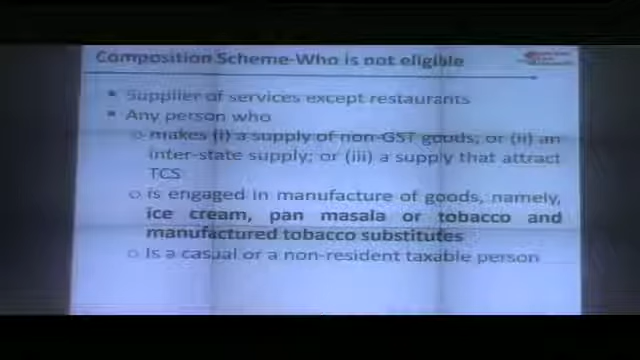 Composition Scheme-Who is not eligible
▪ Supplier of services except restaurants
▪ Any person who
o makes (i) a supply of non-GST goods; or (ii) an
inter-state supply; or (iii) a supply that attract
TCS
o is engaged in manufacture of goods, namely,
ice cream, pan masala or tobacco and
manufactured tobacco substitutes
o Is a casual or a non-resident taxable person